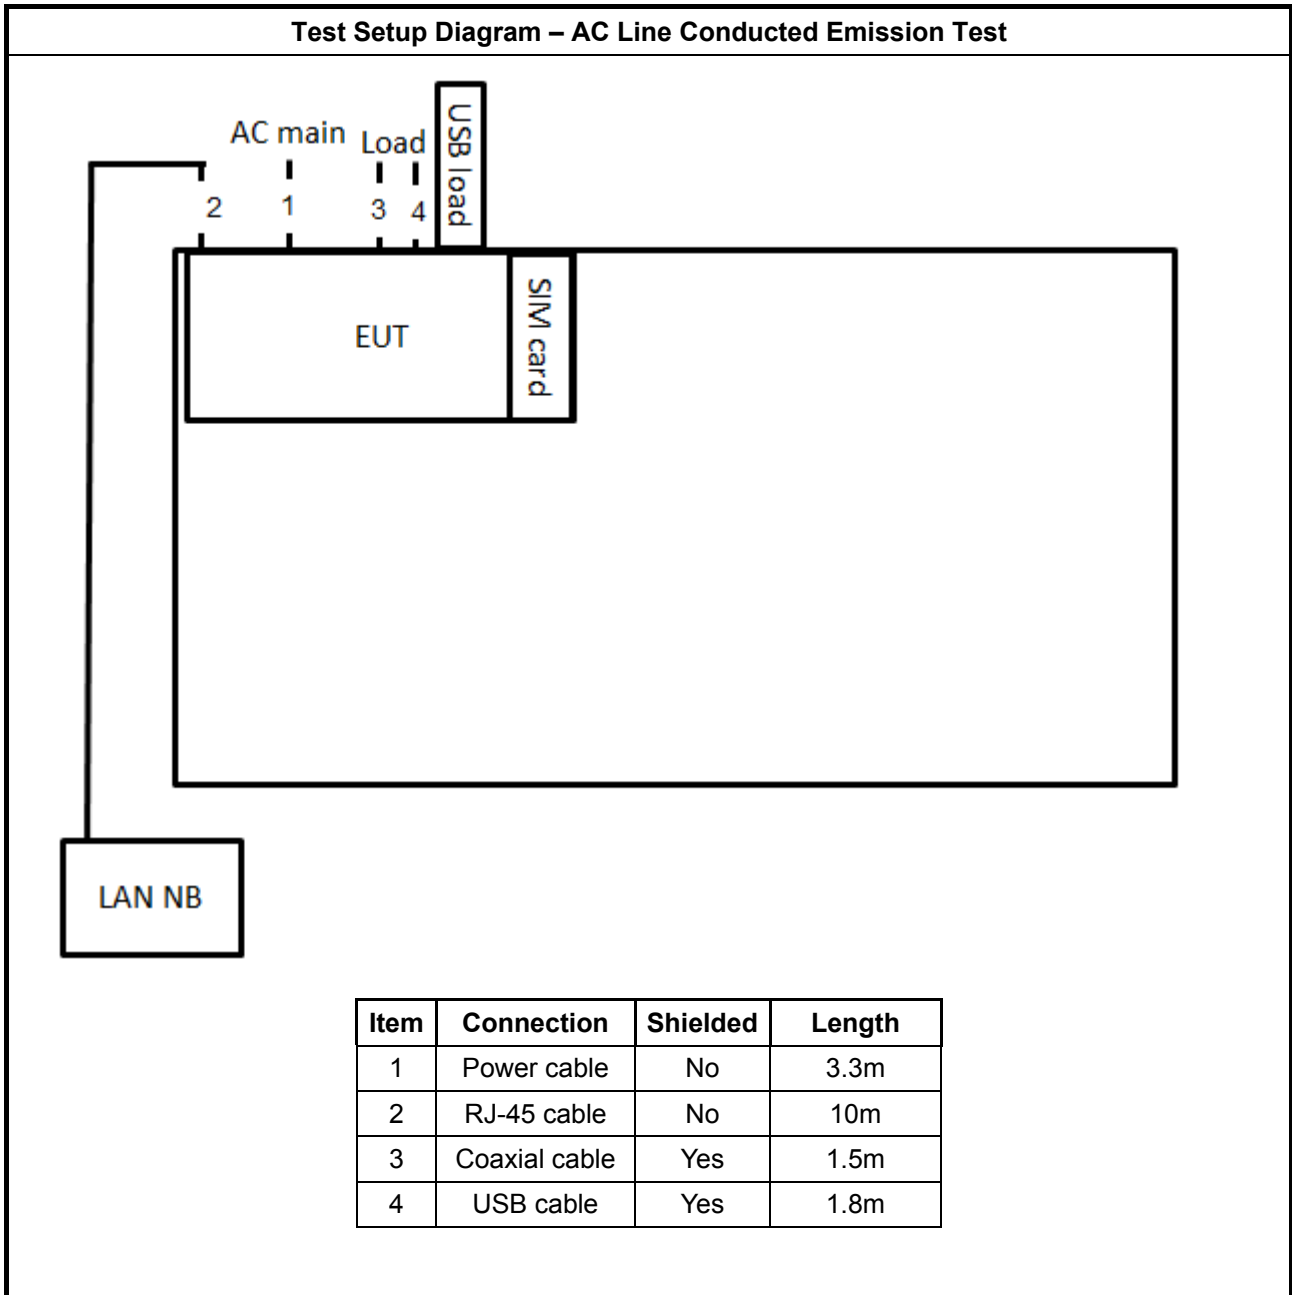 Test Setup Diagram – AC Line Conducted Emission Test
AC main
Load
USB load
2
1
3
4
EUT
SIM card
LAN NB
Item Connection Shielded Length
1 Power cable No 3.3m
2 RJ-45 cable No 10m
3 Coaxial cable Yes 1.5m
4 USB cable Yes 1.8m